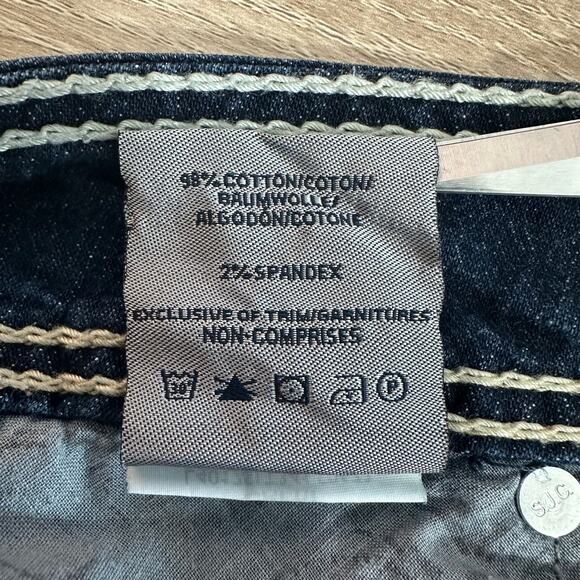 98% COTTON/COTON/
BAUMWOLLE/
ALGODÓN/COTONE
2% SPANDEX
EXCLUSIVE OF TRIM/GARNITURES
NON-COMPRISES
30
P
S.J.C.